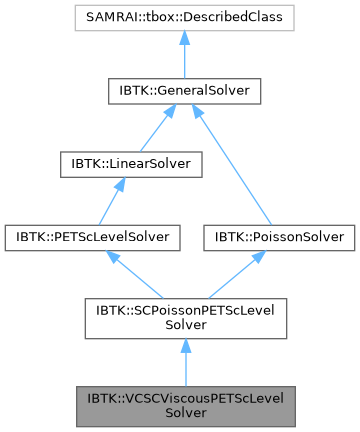 SAMRAI::tbox::DescribedClass
IBTK::GeneralSolver
IBTK::LinearSolver
IBTK::PETScLevelSolver
IBTK::PoissonSolver
IBTK::SCPoissonPETScLevel
Solver
IBTK::VCSCViscousPETScLevel
Solver